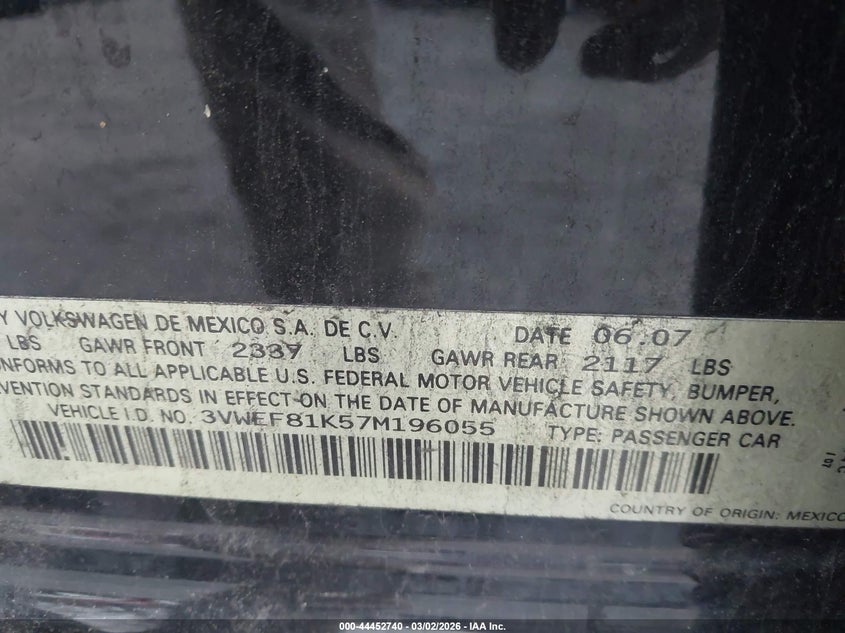 Y VOLKSWAGEN DE MEXICO S.A. DE C.V. DATE 06.07
LBS GAWR FRONT 2337 LBS GAWR REAR 2117 LBS
ONFORMS TO ALL APPLICABLE U.S. FEDERAL MOTOR VEHICLE SAFETY, BUMPER,
VENTION STANDARDS IN EFFECT ON THE DATE OF MANUFACTURE SHOWN ABOVE.
VEHICLE I.D. NO. 3VWEF81K57M196055 TYPE: PASSENGER CAR
COUNTRY OF ORIGIN: MEXICO
000-44452740 | 03/02/2026 - IAA Inc.